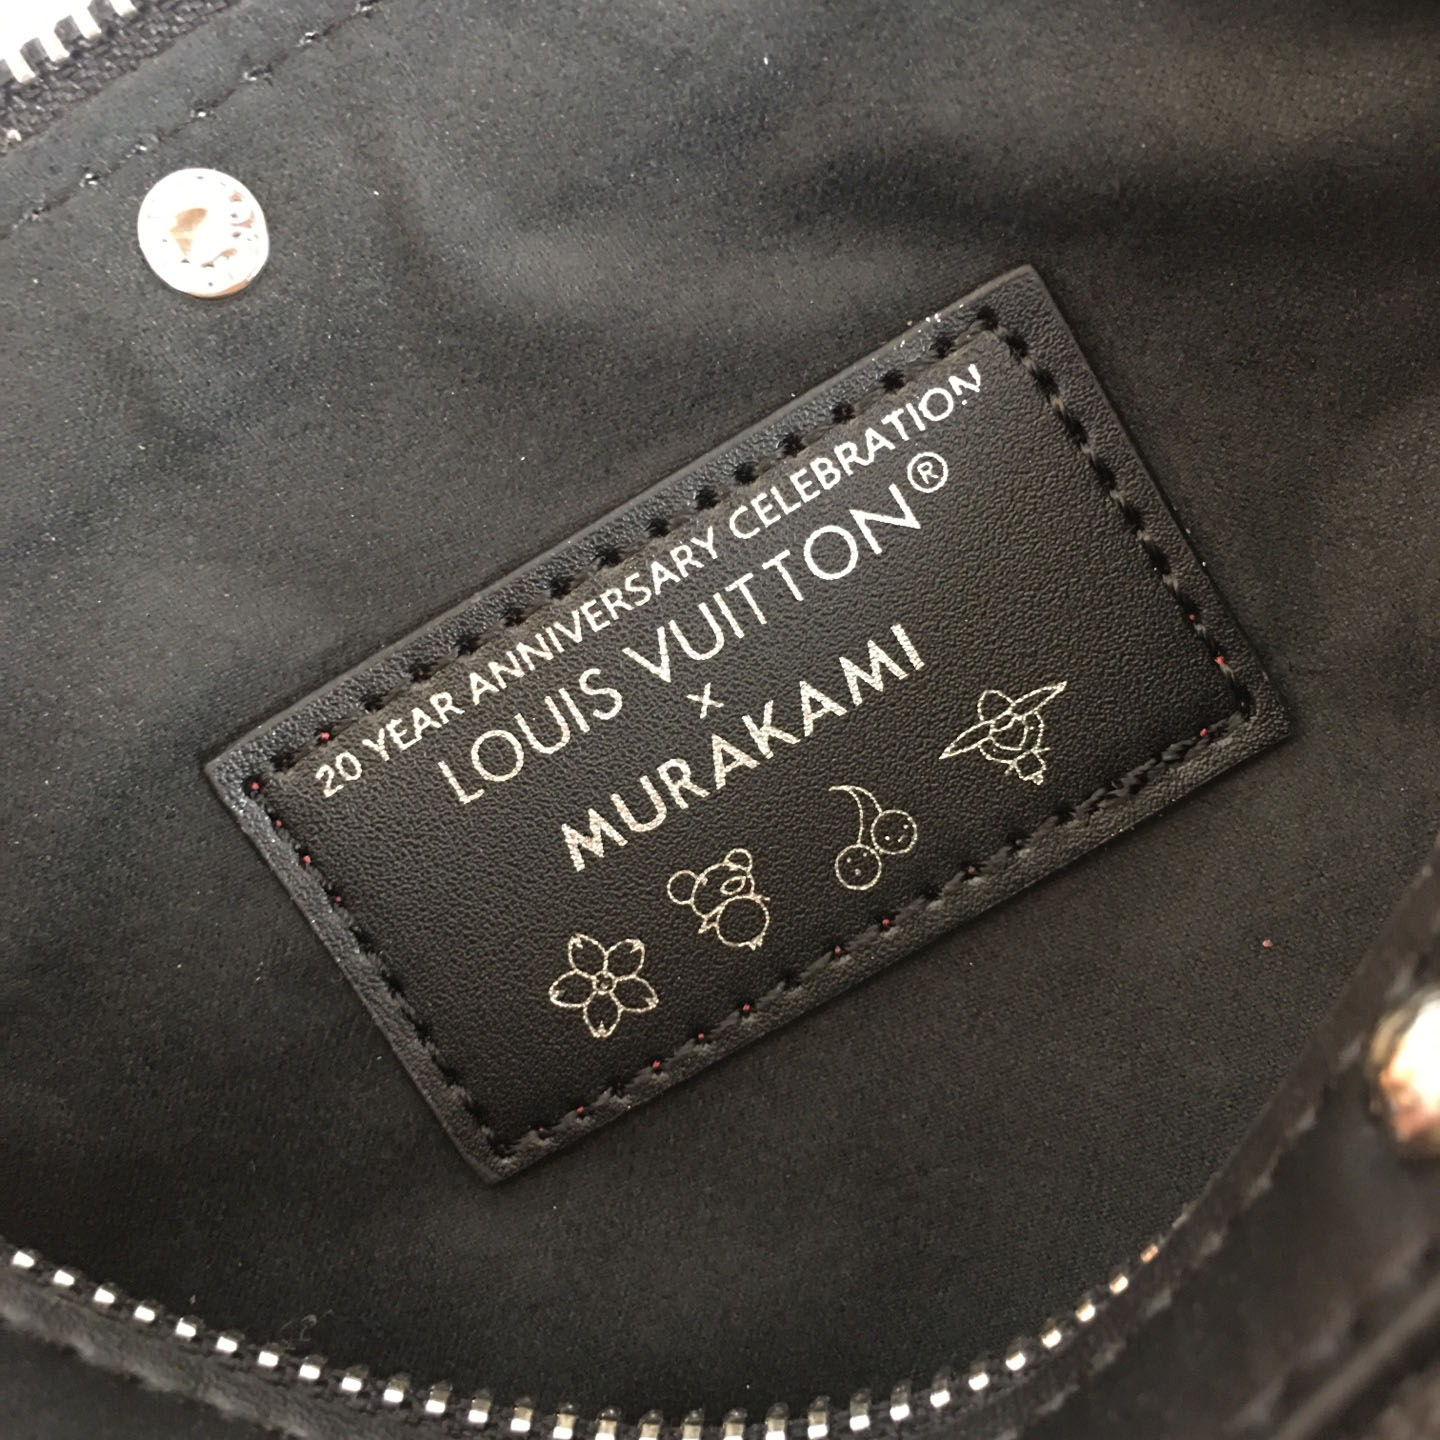 20 YEAR ANNIVERSARY CELEBRATION
LOUIS VUITTON®
x
MURAKAMI